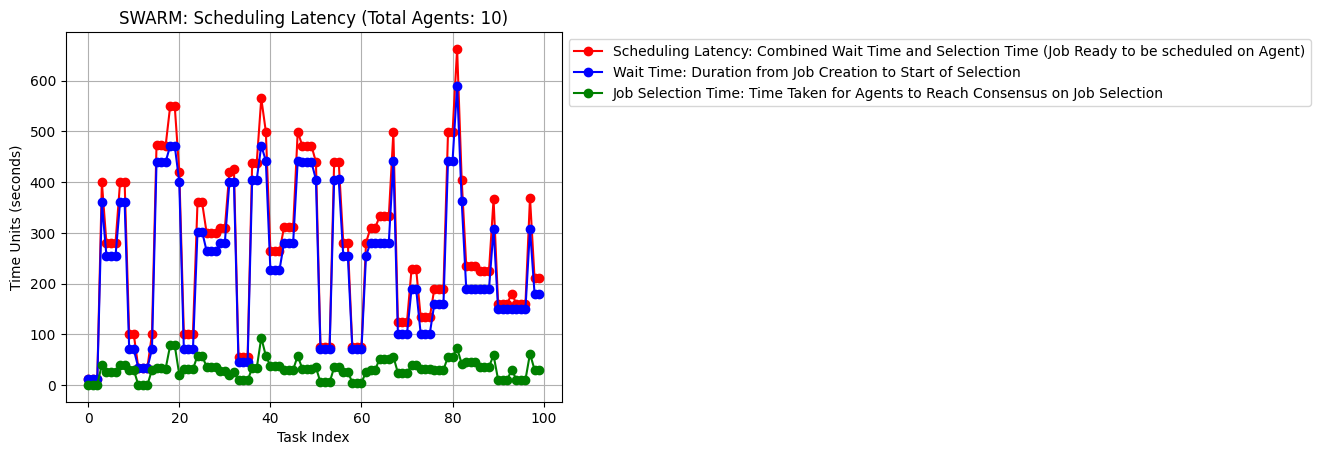 SWARM: Scheduling Latency (Total Agents: 10)
Scheduling Latency: Combined Wait Time and Selection Time (Job Ready to be scheduled on Agent)
Wait Time: Duration from Job Creation to Start of Selection
Job Selection Time: Time Taken for Agents to Reach Consensus on Job Selection
Time Units (seconds)
600
500
400
300
200
100
0
0 20 40 60 80 100
Task Index